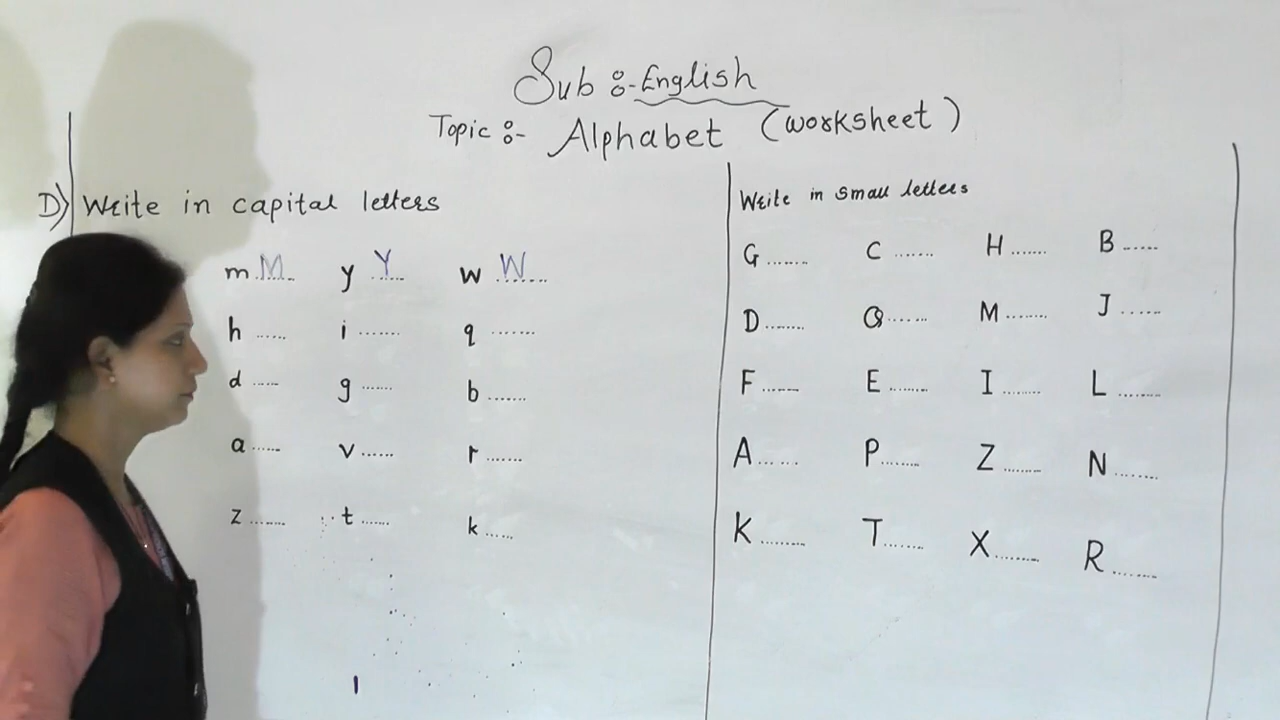 Sub :- English
Topic :- Alphabet (worksheet)
D) Write in capital letters
m ..M.. y ..Y.. w ..W..
h ...... i ....... q .......
d ...... g ...... b .......
a ...... v ...... r .......
z ....... t ...... k ......
Write in small letters
G ....... C ....... H ....... B ......
D ....... Q ....... M ....... J ......
F ....... E ....... I ....... L .......
A ...... P ....... Z ....... N .......
K ........ T ....... X ........ R .......